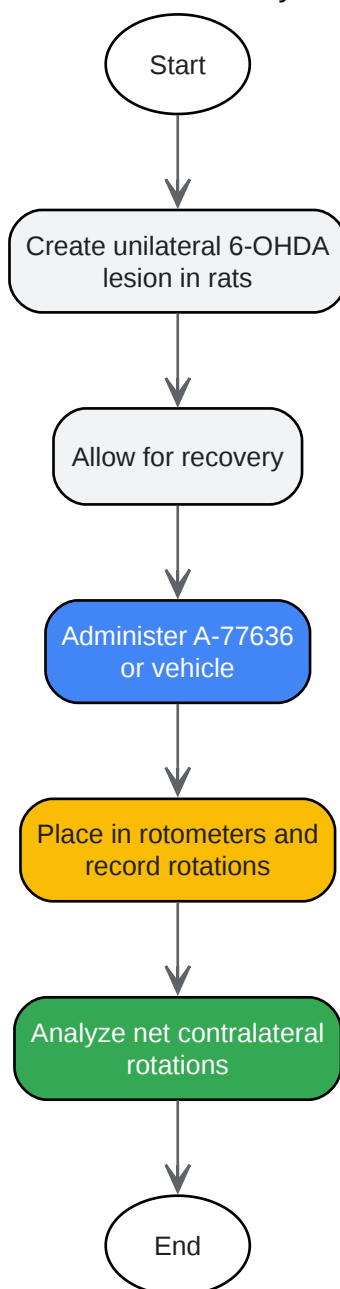 Start
Create unilateral 6-OHDA
lesion in rats
Allow for recovery
Administer A-77636
or vehicle
Place in rotometers and
record rotations
Analyze net contralateral
rotations
End